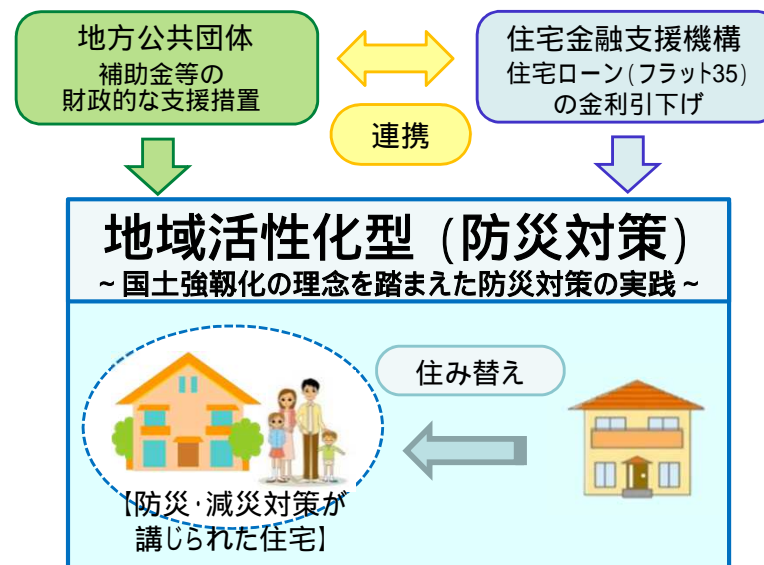 地方公共団体
補助金等の
財政的な支援措置
住宅金融支援機構
住宅ローン(フラット35)
の金利引下げ
連携
地域活性化型(防災対策)
~国土強靱化の理念を踏まえた防災対策の実践~
住み替え
【防災・減災対策が
講じられた住宅】